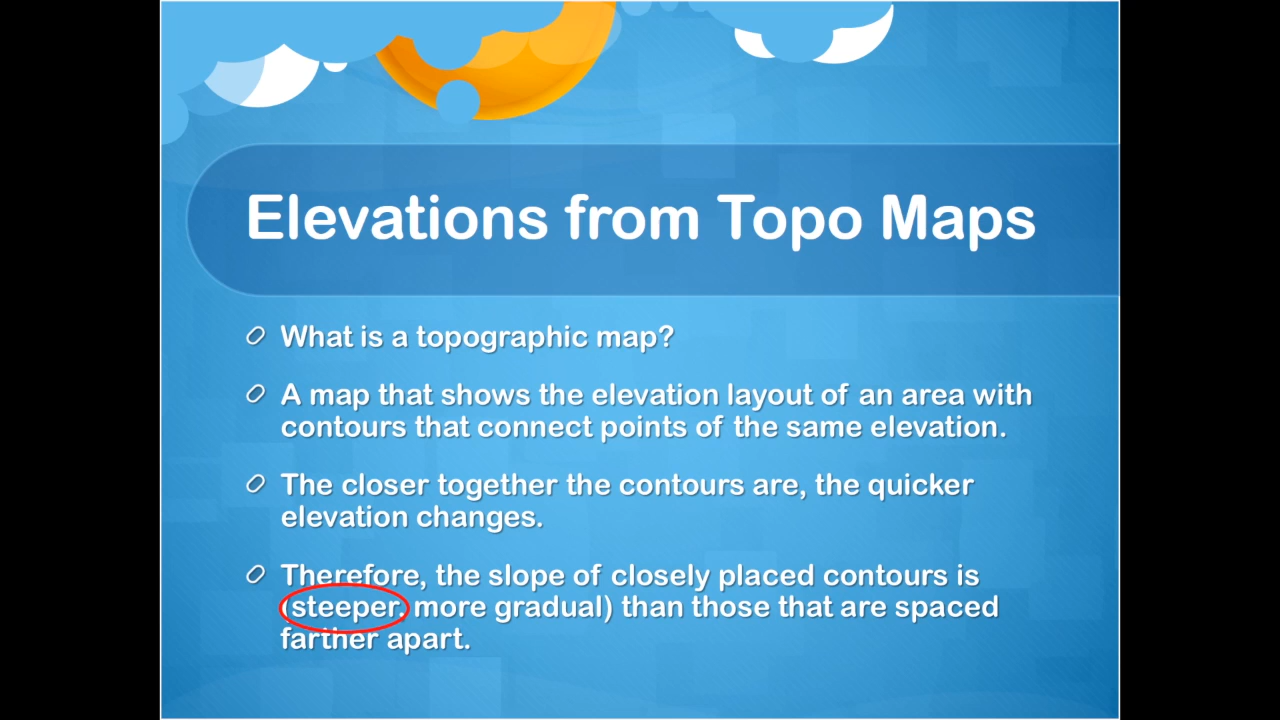 Elevations from Topo Maps
What is a topographic map?
A map that shows the elevation layout of an area with
contours that connect points of the same elevation.
The closer together the contours are, the quicker
elevation changes.
Therefore, the slope of closely placed contours is
(steeper, more gradual) than those that are spaced
farther apart.